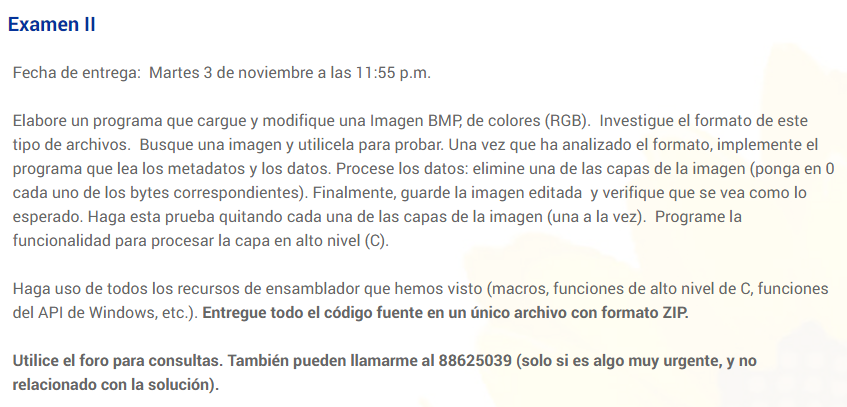 Examen II
Fecha de entrega:  Martes 3 de noviembre a las 11:55 p.m.
Elabore un programa que cargue y modifique una Imagen BMP, de colores (RGB).  Investigue el formato de este
tipo de archivos.  Busque una imagen y utilicela para probar. Una vez que ha analizado el formato, implemente el
programa que lea los metadatos y los datos. Procese los datos: elimine una de las capas de la imagen (ponga en 0
cada uno de los bytes correspondientes). Finalmente, guarde la imagen editada  y verifique que se vea como lo
esperado. Haga esta prueba quitando cada una de las capas de la imagen (una a la vez).  Programe la
funcionalidad para procesar la capa en alto nivel (C).
Haga uso de todos los recursos de ensamblador que hemos visto (macros, funciones de alto nivel de C, funciones
del API de Windows, etc.). Entregue todo el código fuente en un único archivo con formato ZIP.
Utilice el foro para consultas. También pueden llamarme al 88625039 (solo si es algo muy urgente, y no
relacionado con la solución).